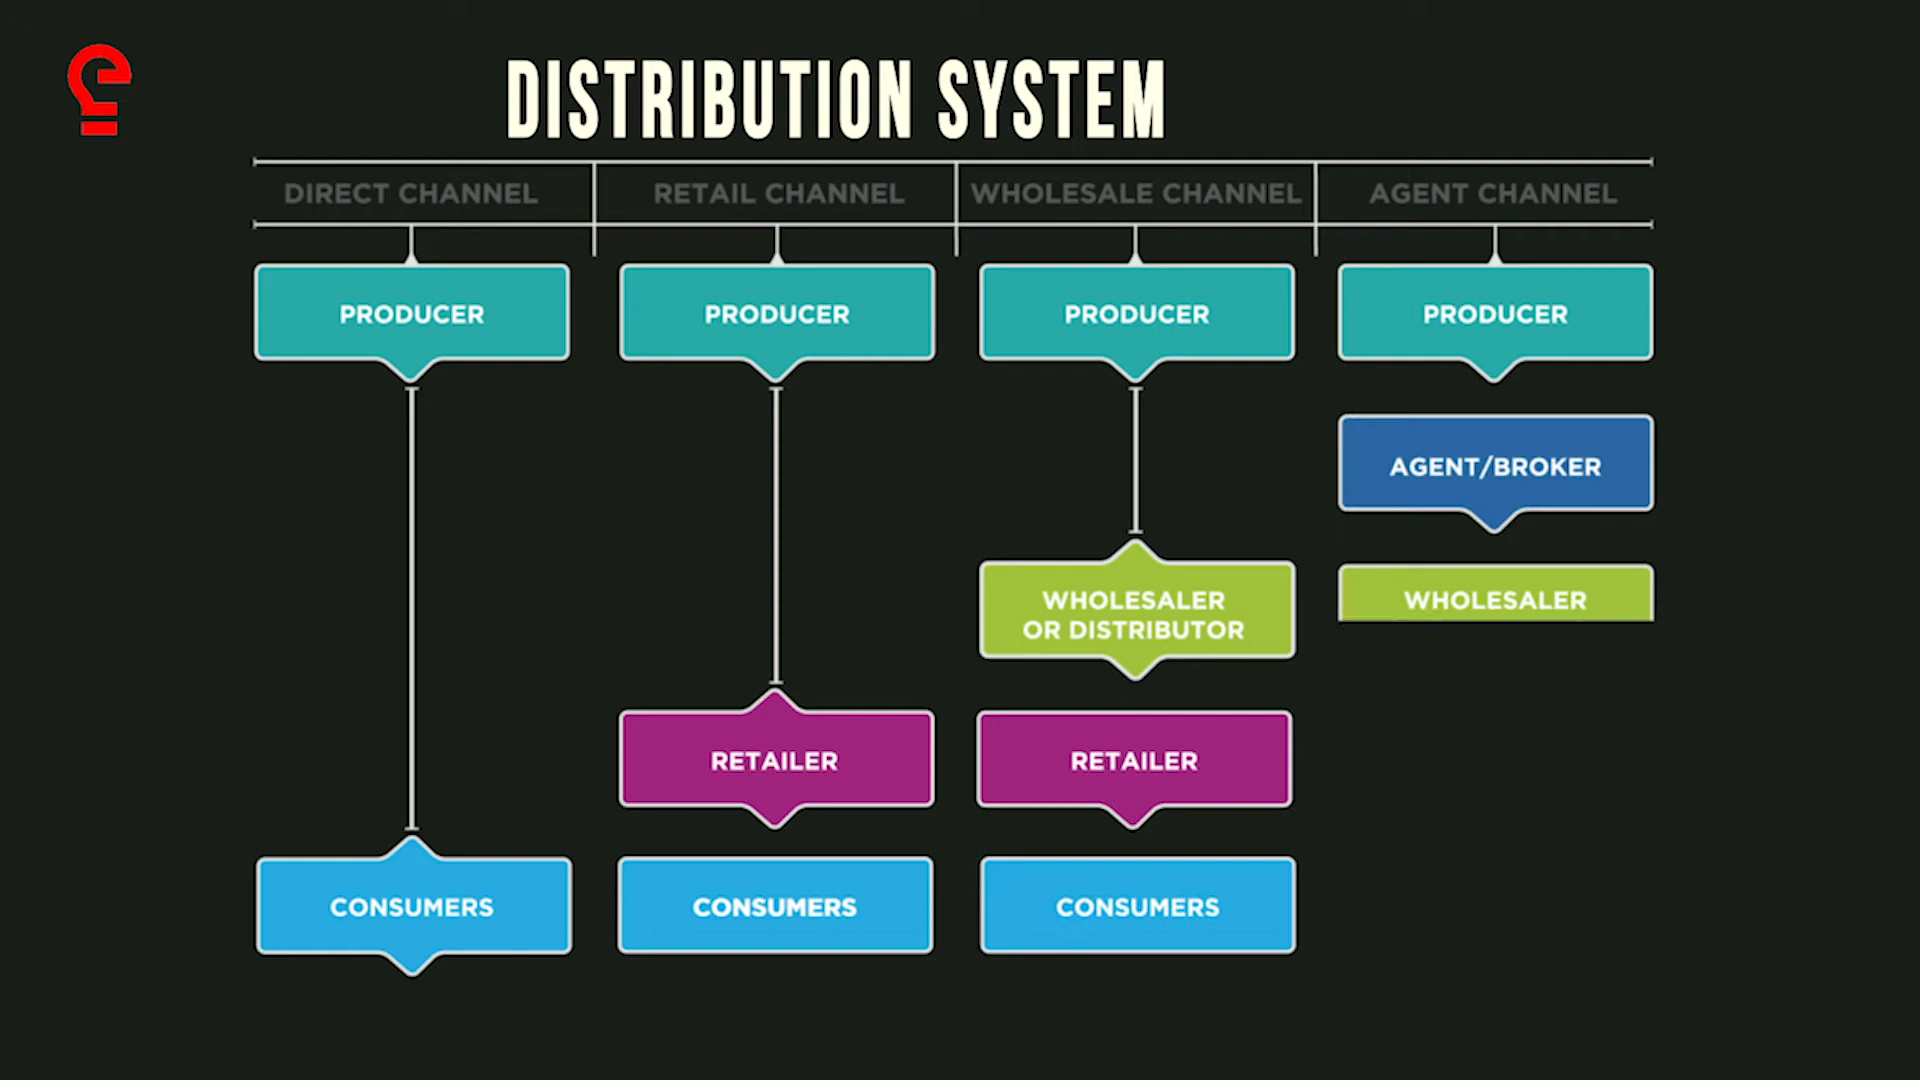 DISTRIBUTION SYSTEM
DIRECT CHANNEL
RETAIL CHANNEL
WHOLESALE CHANNEL
AGENT CHANNEL
PRODUCER
PRODUCER
PRODUCER
PRODUCER
AGENT/BROKER
WHOLESALER
OR DISTRIBUTOR
WHOLESALER
RETAILER
RETAILER
CONSUMERS
CONSUMERS
CONSUMERS